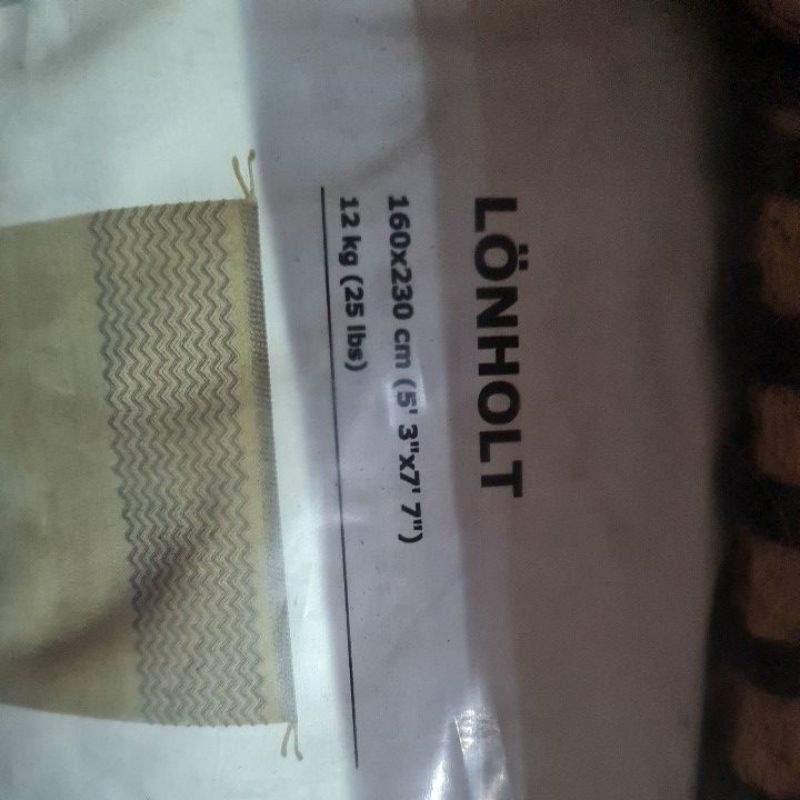 LÖNHOLT
160x230 cm (5' 3"x7' 7")
12 kg (25 lbs)